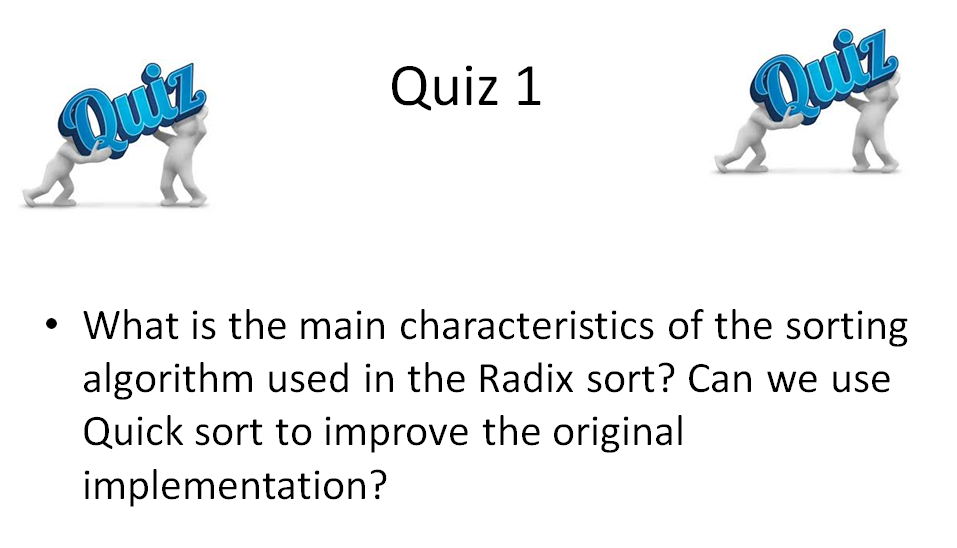 Quiz
Quiz 1
Quiz
• What is the main characteristics of the sorting
algorithm used in the Radix sort? Can we use
Quick sort to improve the original
implementation?